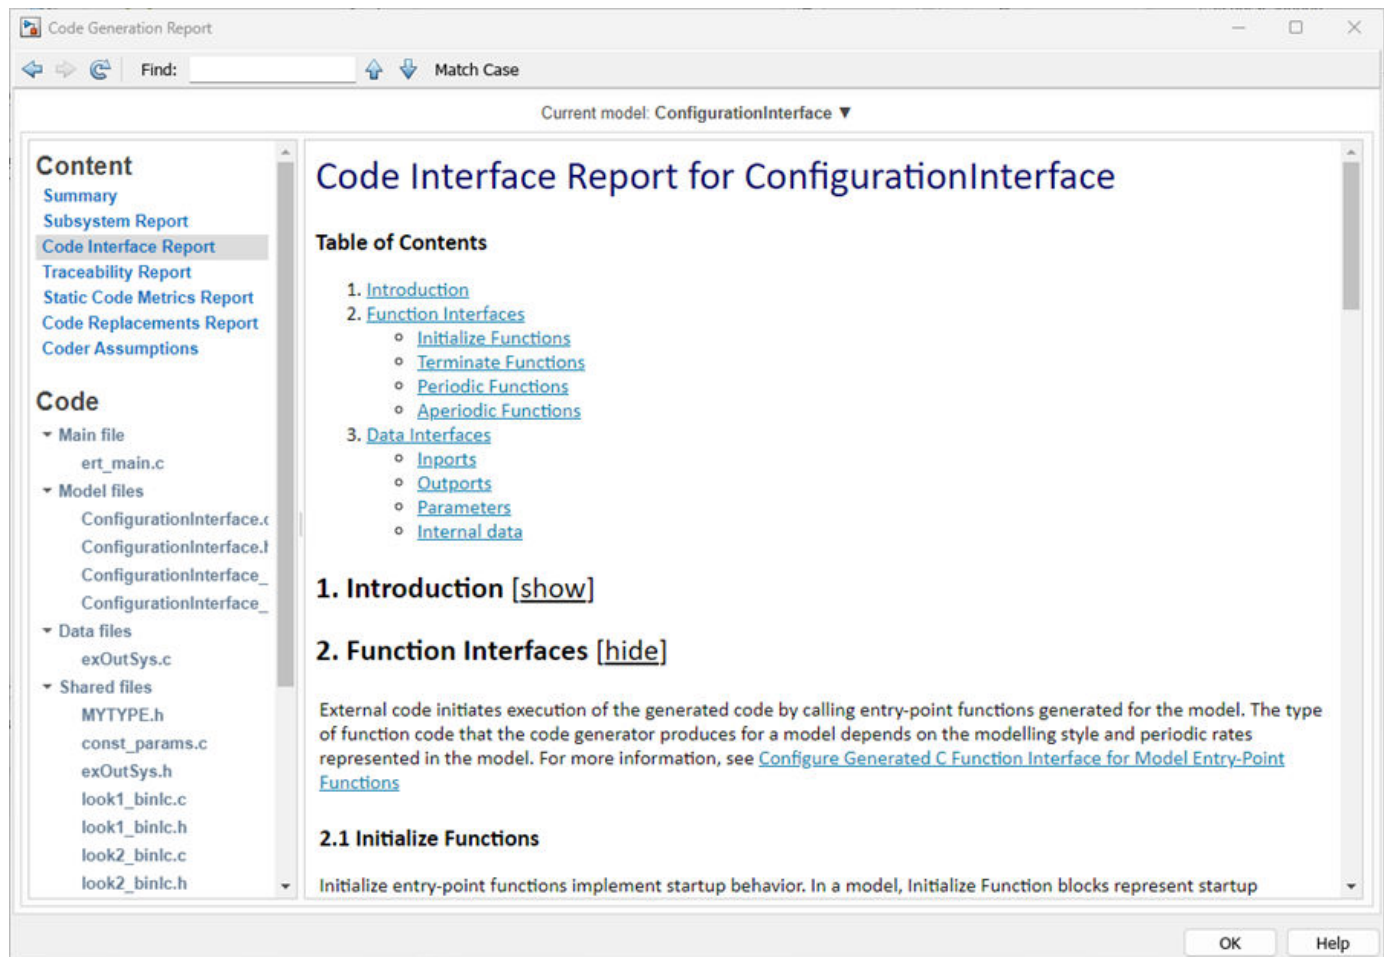 Code Generation Report
Find:
Match Case
Current model: ConfigurationInterface ▼
Content
Summary
Subsystem Report
Code Interface Report
Traceability Report
Static Code Metrics Report
Code Replacements Report
Coder Assumptions
Code
Main file
ert_main.c
Model files
ConfigurationInterface.c
ConfigurationInterface.h
ConfigurationInterface_
ConfigurationInterface_
Data files
exOutSys.c
Shared files
MYTYPE.h
const_params.c
exOutSys.h
look1_binlc.c
look1_binlc.h
look2_binlc.c
look2_binlc.h
Code Interface Report for ConfigurationInterface
Table of Contents
1. Introduction
2. Function Interfaces
Initialize Functions
Terminate Functions
Periodic Functions
Aperiodic Functions
3. Data Interfaces
Inports
Outports
Parameters
Internal data
1. Introduction [show]
2. Function Interfaces [hide]
External code initiates execution of the generated code by calling entry-point functions generated for the model. The type
of function code that the code generator produces for a model depends on the modelling style and periodic rates
represented in the model. For more information, see Configure Generated C Function Interface for Model Entry-Point
Functions
2.1 Initialize Functions
Initialize entry-point functions implement startup behavior. In a model, Initialize Function blocks represent startup
OK
Help